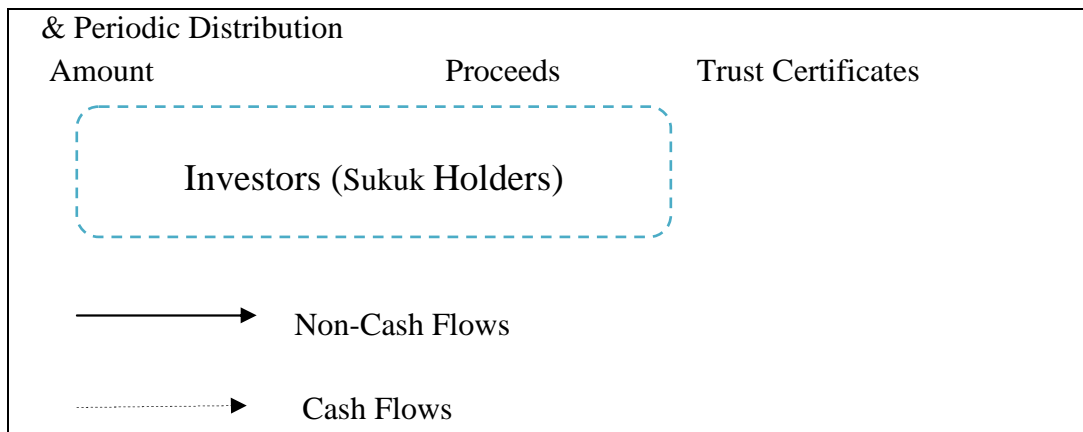 & Periodic Distribution
Amount Proceeds Trust Certificates
Investors (Sukuk Holders)
Non-Cash Flows
Cash Flows